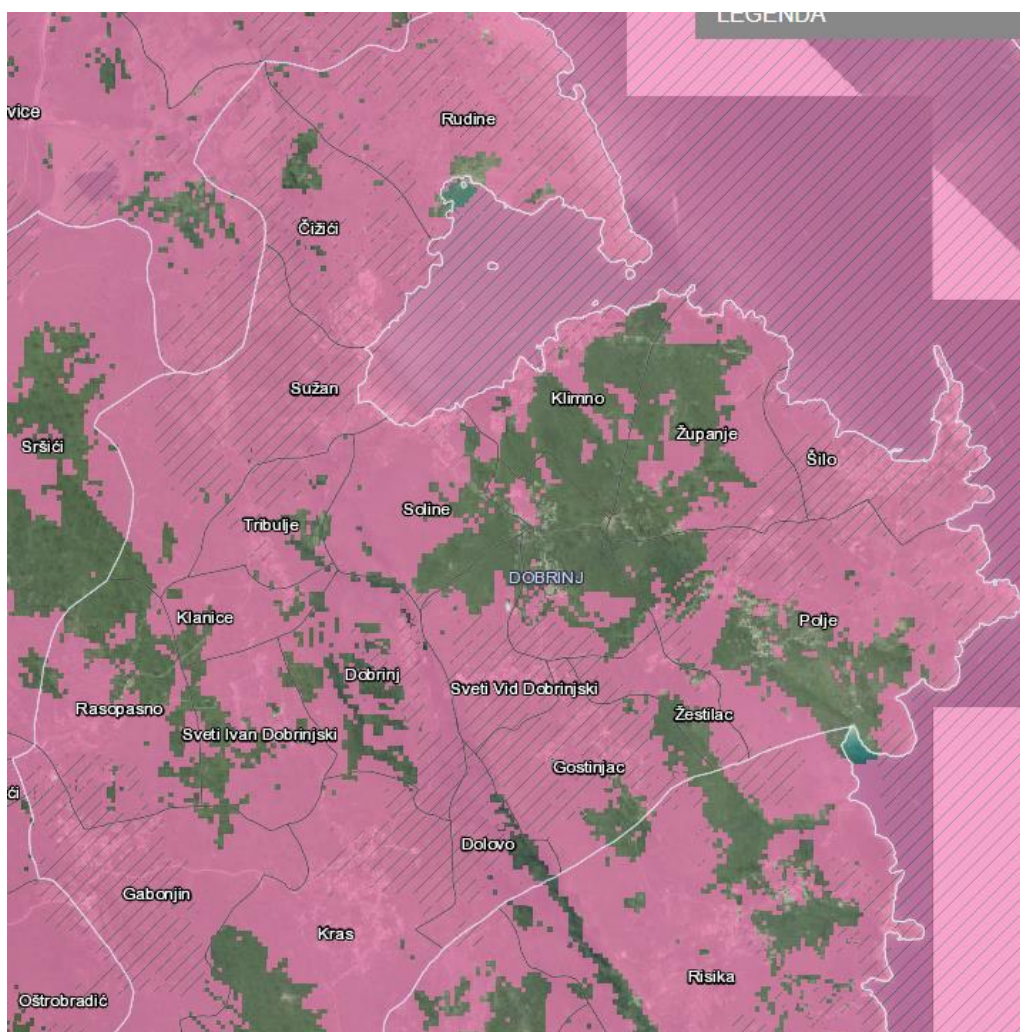 LEGENDA
vice
Rudine
Čižići
Sužan
Klimno
Sršići
Županje
Šilo
Soline
Tribulje
DOBRINJ
Klanice
Polje
Dobrinj
Sveti Vid Dobrinjski
Rasopasno
Žestilac
Sveti Ivan Dobrinjski
Gostinjac
ći
Dolovo
Gabonjin
Kras
Risika
Oštrobradić